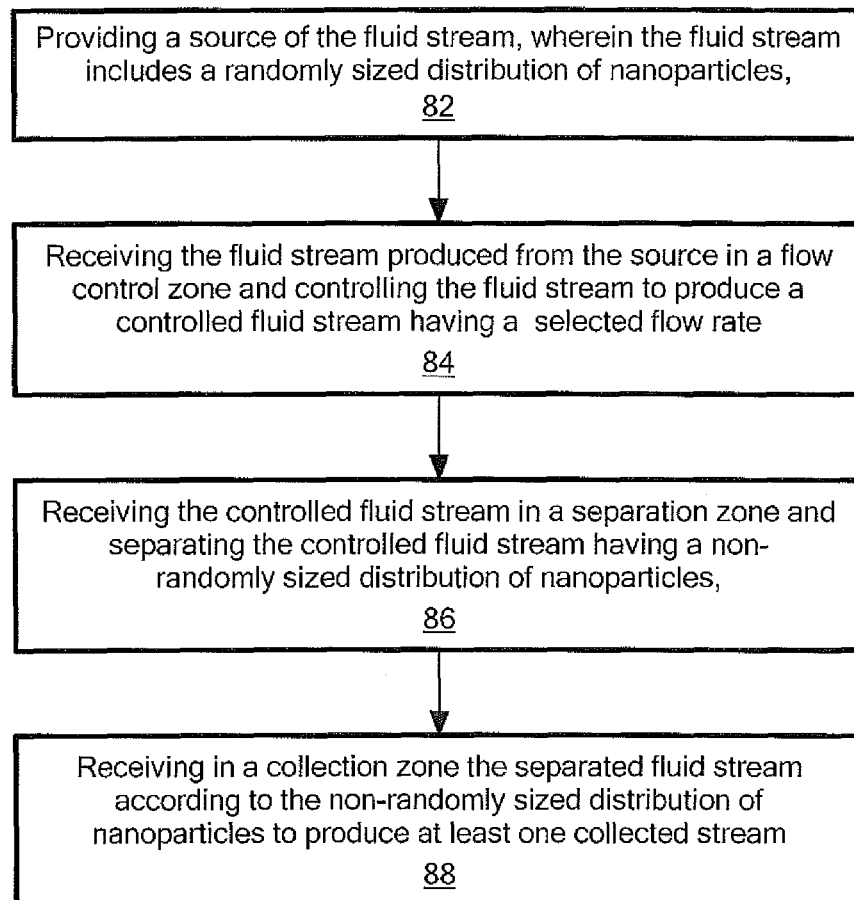 Providing a source of the fluid stream, wherein the fluid stream
includes a randomly sized distribution of nanoparticles,
82
Receiving the fluid stream produced from the source in a flow
control zone and controlling the fluid stream to produce a
controlled fluid stream having a selected flow rate
84
Receiving the controlled fluid stream in a separation zone and
separating the controlled fluid stream having a non-
randomly sized distribution of nanoparticles,
86
Receiving in a collection zone the separated fluid stream
according to the non-randomly sized distribution of
nanoparticles to produce at least one collected stream
88